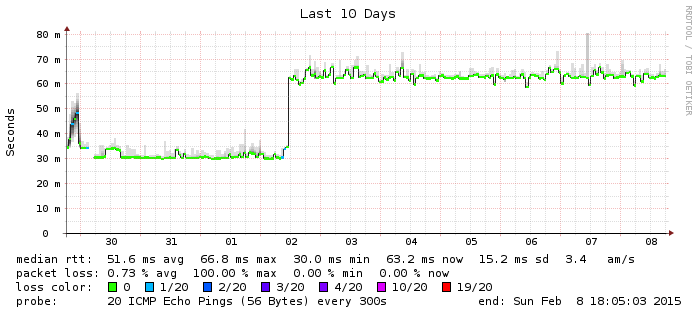 Last 10 Days
RRDTOOL / TOBI OETIKER
Seconds
80 m
70 m
60 m
50 m
40 m
30 m
20 m
10 m
0
30 31 01 02 03 04 05 06 07 08
median rtt: 51.6 ms avg 66.8 ms max 30.0 ms min 63.2 ms now 15.2 ms sd 3.4 am/s
packet loss: 0.73 % avg 100.00 % max 0.00 % min 0.00 % now
loss color: 0 1/20 2/20 3/20 4/20 10/20 19/20
probe: 20 ICMP Echo Pings (56 Bytes) every 300s end: Sun Feb 8 18:05:03 2015